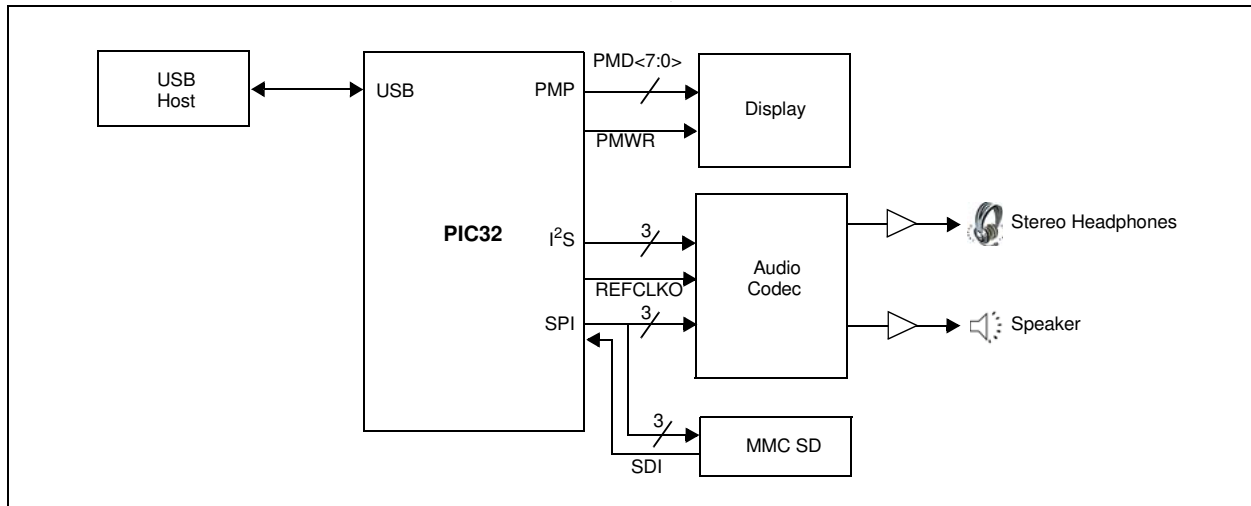 USB
Host
USB
PMP
PMD<7:0>
PMWR
Display
PIC32
I²S
3
REFCLKO
SPI
3
Audio
Codec
Stereo Headphones
Speaker
3
SDI
MMC SD